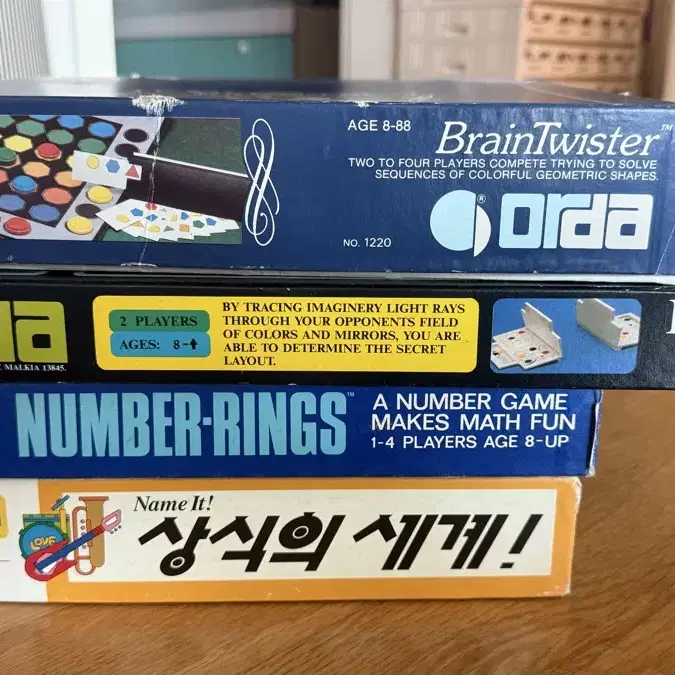 AGE 8-88
BrainTwister™
TWO TO FOUR PLAYERS COMPETE TRYING TO SOLVE
SEQUENCES OF COLORFUL GEOMETRIC SHAPES.
NO. 1220
® orda
2 PLAYERS
AGES: 8-↑
BY TRACING IMAGINERY LIGHT RAYS
THROUGH YOUR OPPONENTS FIELD
OF COLORS AND MIRRORS, YOU ARE
ABLE TO DETERMINE THE SECRET
LAYOUT.
MALKIA 13845.
NUMBER-RINGS™
A NUMBER GAME
MAKES MATH FUN
1-4 PLAYERS AGE 8-UP
LOVE
Name It!
상식의 세계!